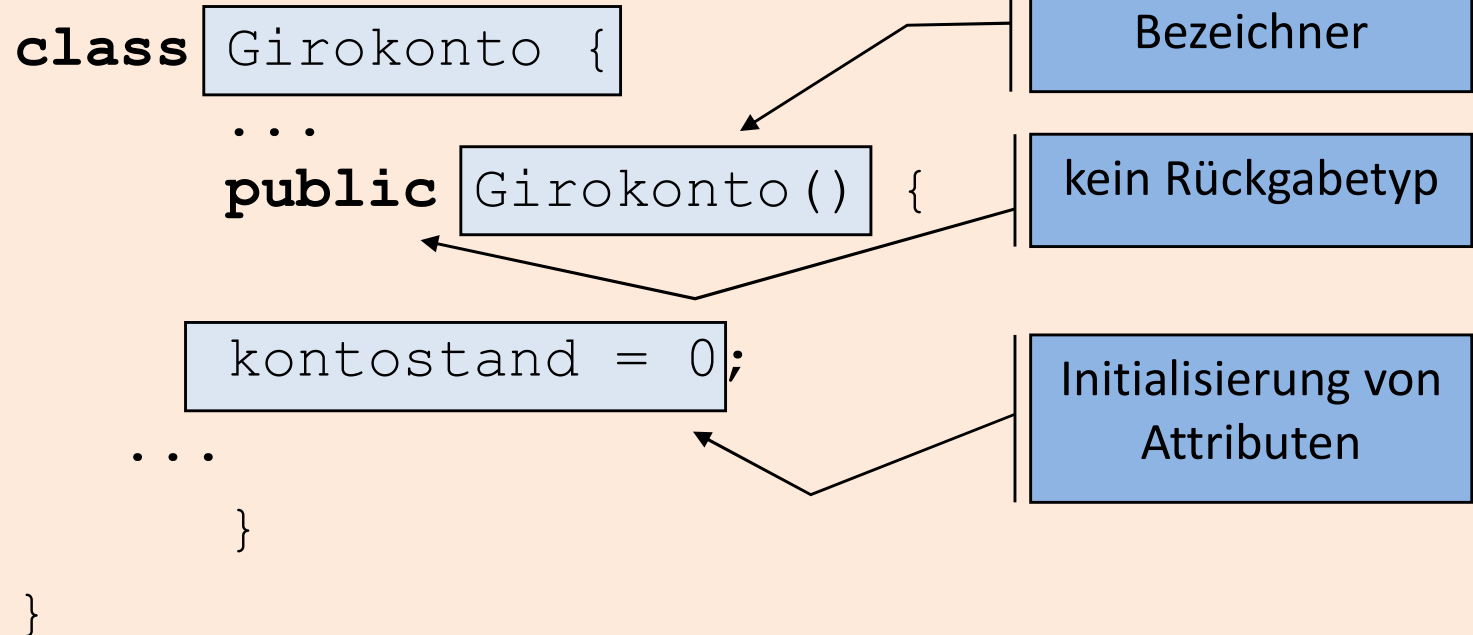 class Girokonto {
Bezeichner
...
public Girokonto() {
kein Rückgabetyp
kontostand = 0;
Initialisierung von
Attributen
...
}
}